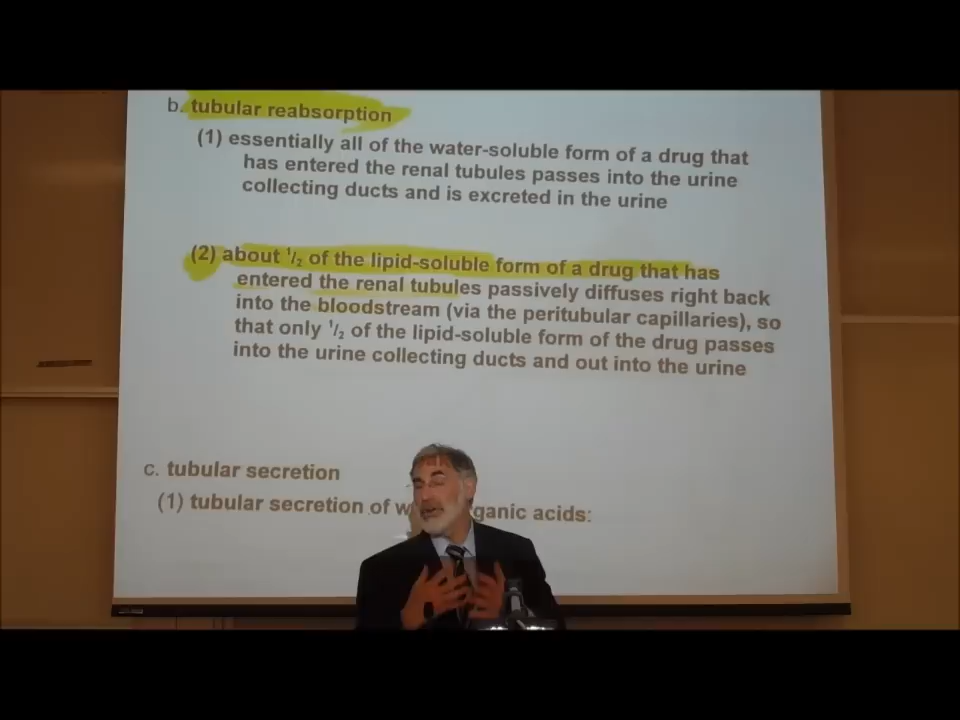 b. tubular reabsorption
(1) essentially all of the water-soluble form of a drug that
has entered the renal tubules passes into the urine
collecting ducts and is excreted in the urine
(2) about 1/2 of the lipid-soluble form of a drug that has
entered the renal tubules passively diffuses right back
into the bloodstream (via the peritubular capillaries), so
that only 1/2 of the lipid-soluble form of the drug passes
into the urine collecting ducts and out into the urine
c. tubular secretion
(1) tubular secretion of w ganic acids: